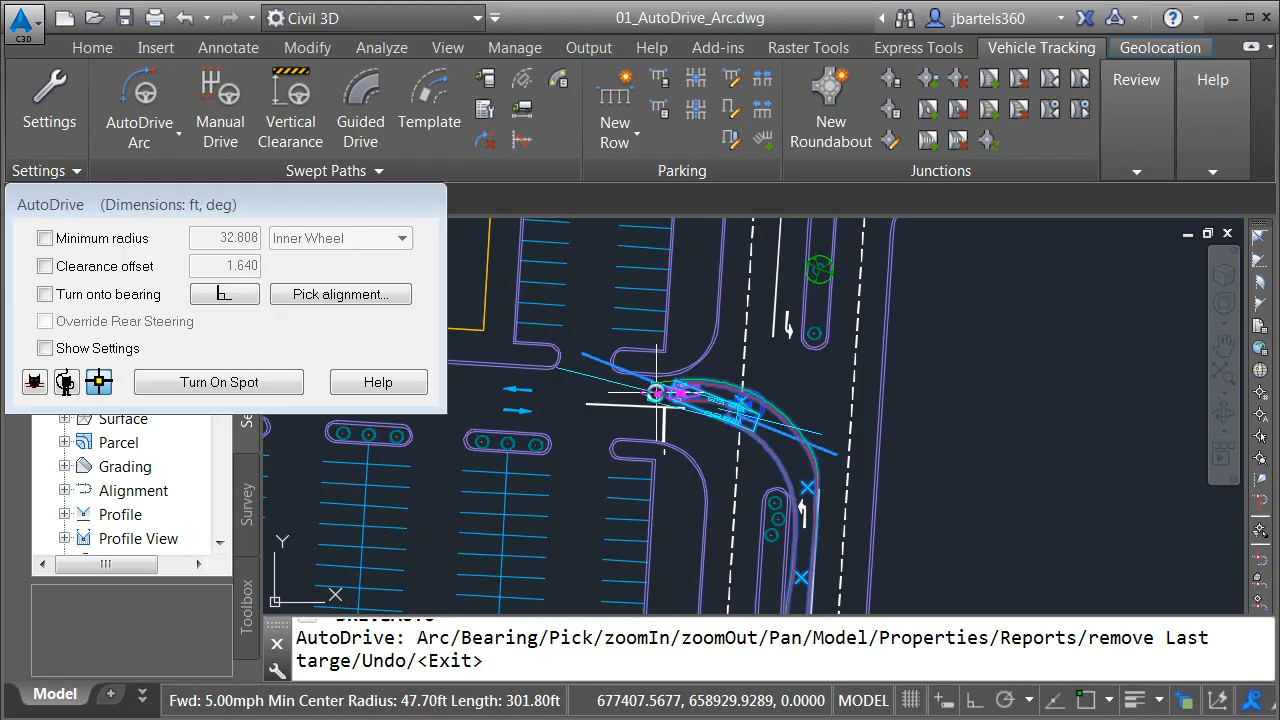 Civil 3D
01_AutoDrive_Arc.dwg
jbartels360
C3D
Home Insert Annotate Modify Analyze View Manage Output Help Add-ins Raster Tools Express Tools Vehicle Tracking Geolocation
Settings
AutoDrive Arc
Manual Drive
Vertical Clearance
Guided Drive
Template
New Row
New Roundabout
Review
Help
Settings
Swept Paths
Parking
Junctions
AutoDrive (Dimensions: ft, deg)
Minimum radius 32.808 Inner Wheel
Clearance offset 1.640
Turn onto bearing Pick alignment...
Override Rear Steering
Show Settings
Turn On Spot Help
Surface
Parcel
Grading
Alignment
Profile
Profile View
Se
Survey
Toolbox
Y
X
AutoDrive: Arc/Bearing/Pick/zoomIn/zoomOut/Pan/Model/Properties/Reports/remove Last
targe/Undo/<Exit>
Model
Fwd: 5.00mph Min Center Radius: 47.70ft Length: 301.80ft
677407.5677, 658929.9289, 0.0000
MODEL